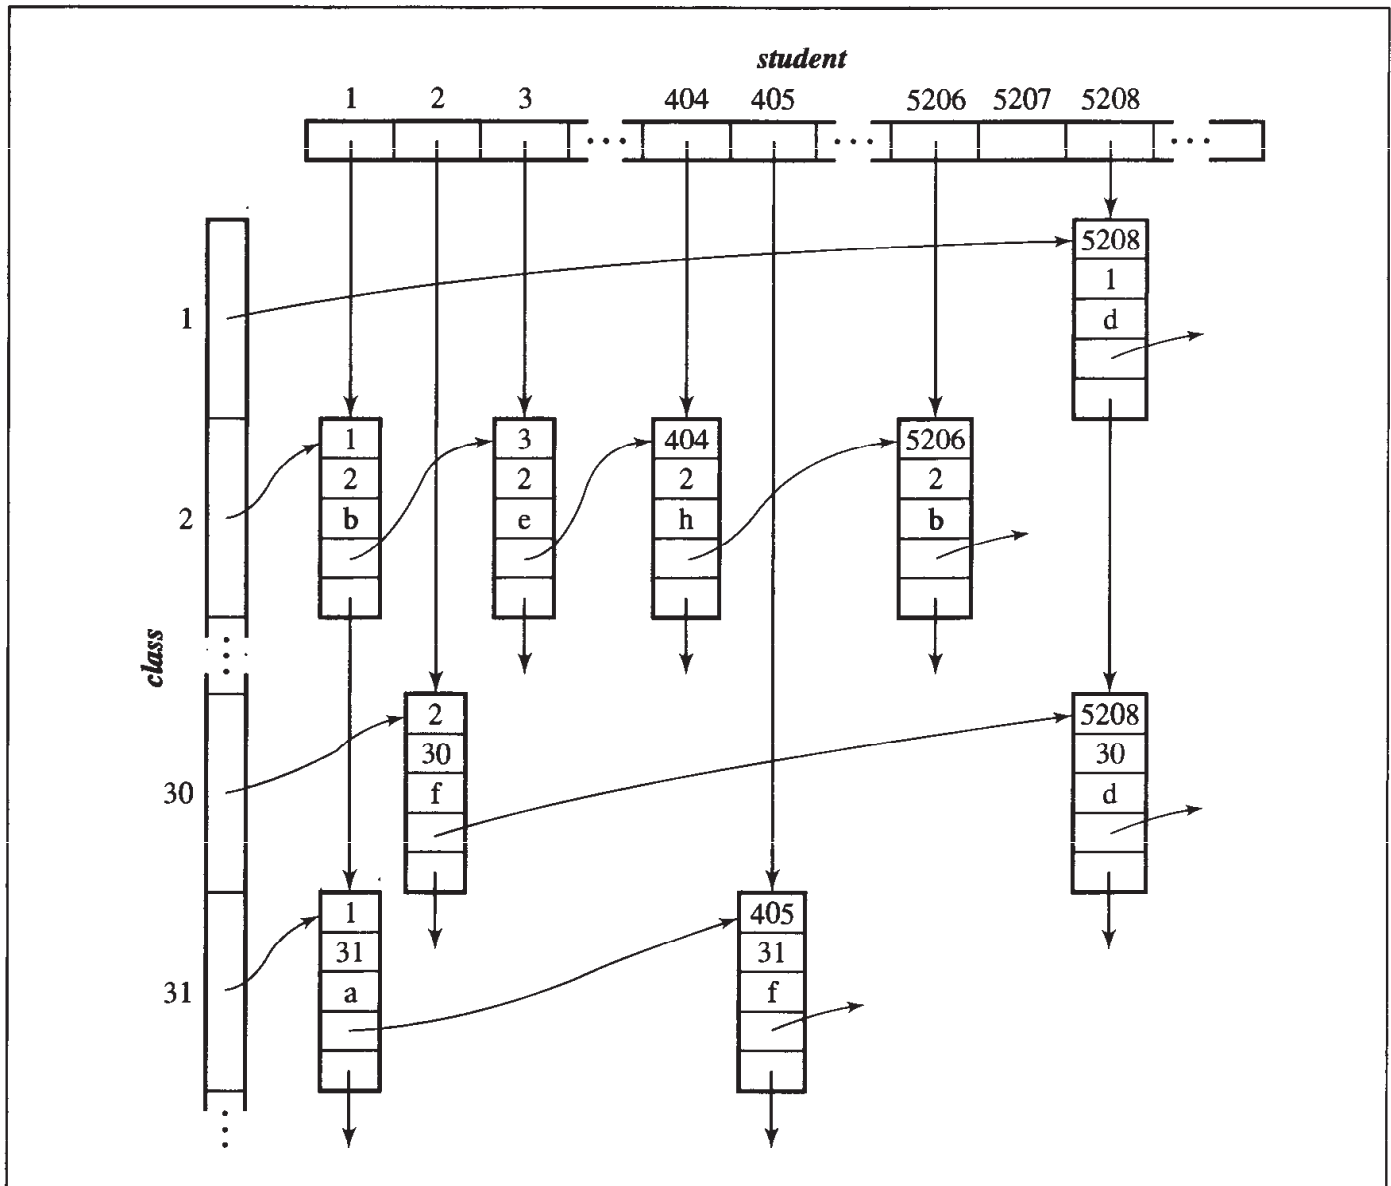 student
1 2 3 ... 404 405 ... 5206 5207 5208 ...
5208
1
1
d
1 3 404 5206
2 2 2 2
2
b e h b
class
2 5208
30 30
30
f d
1 405
31 31
31
a f